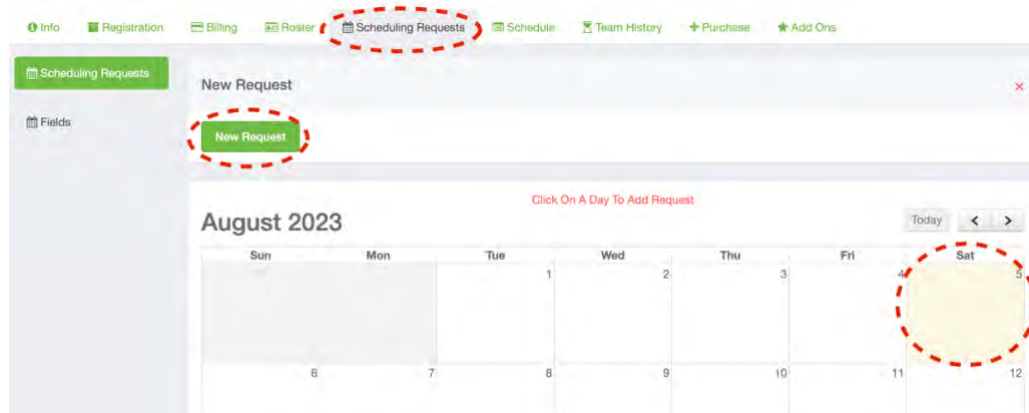 Info Registration Billing Roster Scheduling Requests Schedule Team History Purchase Add Ons
Scheduling Requests
Fields
New Request
New Request
Click On A Day To Add Request
August 2023
Today < >
Sun Mon Tue Wed Thu Fri Sat
1 2 3 4 5
6 7 8 9 10 11 12